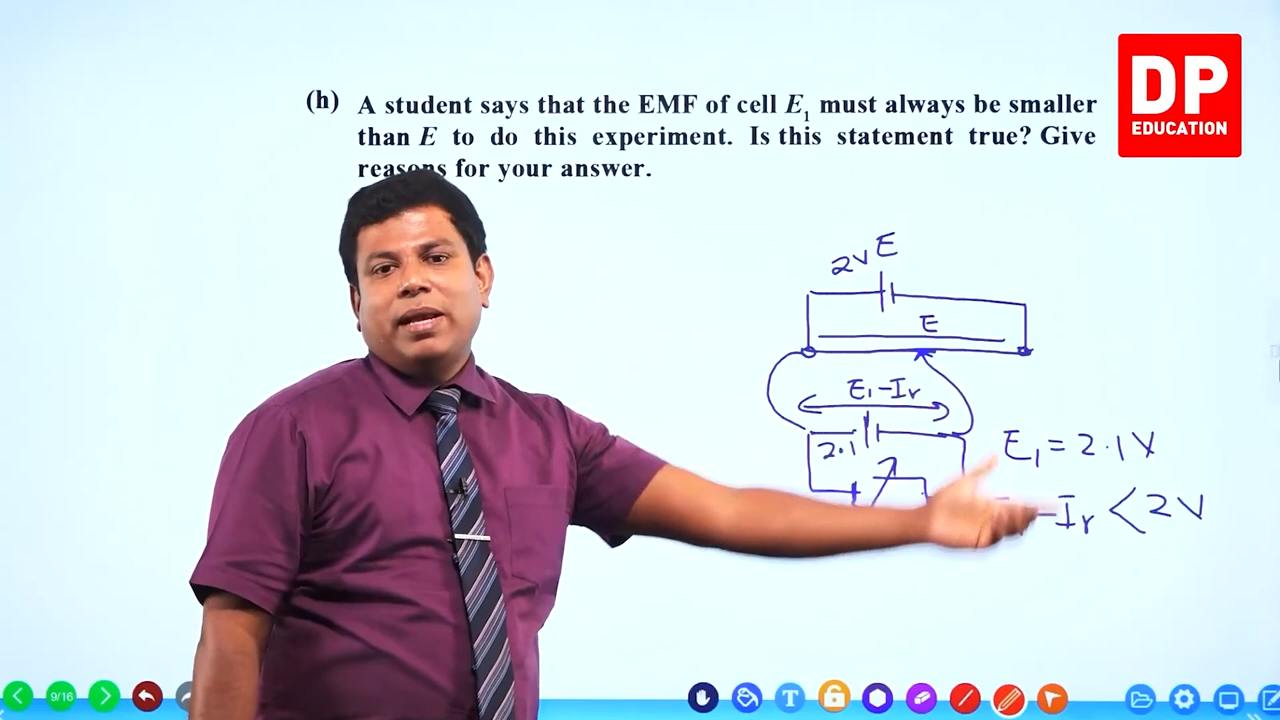 DP
EDUCATION
(h) A student says that the EMF of cell E₁ must always be smaller
than E to do this experiment. Is this statement true? Give
reasons for your answer.
2V E
E
E₁-Ir
2.1
E₁ = 2.1V
-Ir < 2V
9/16
T